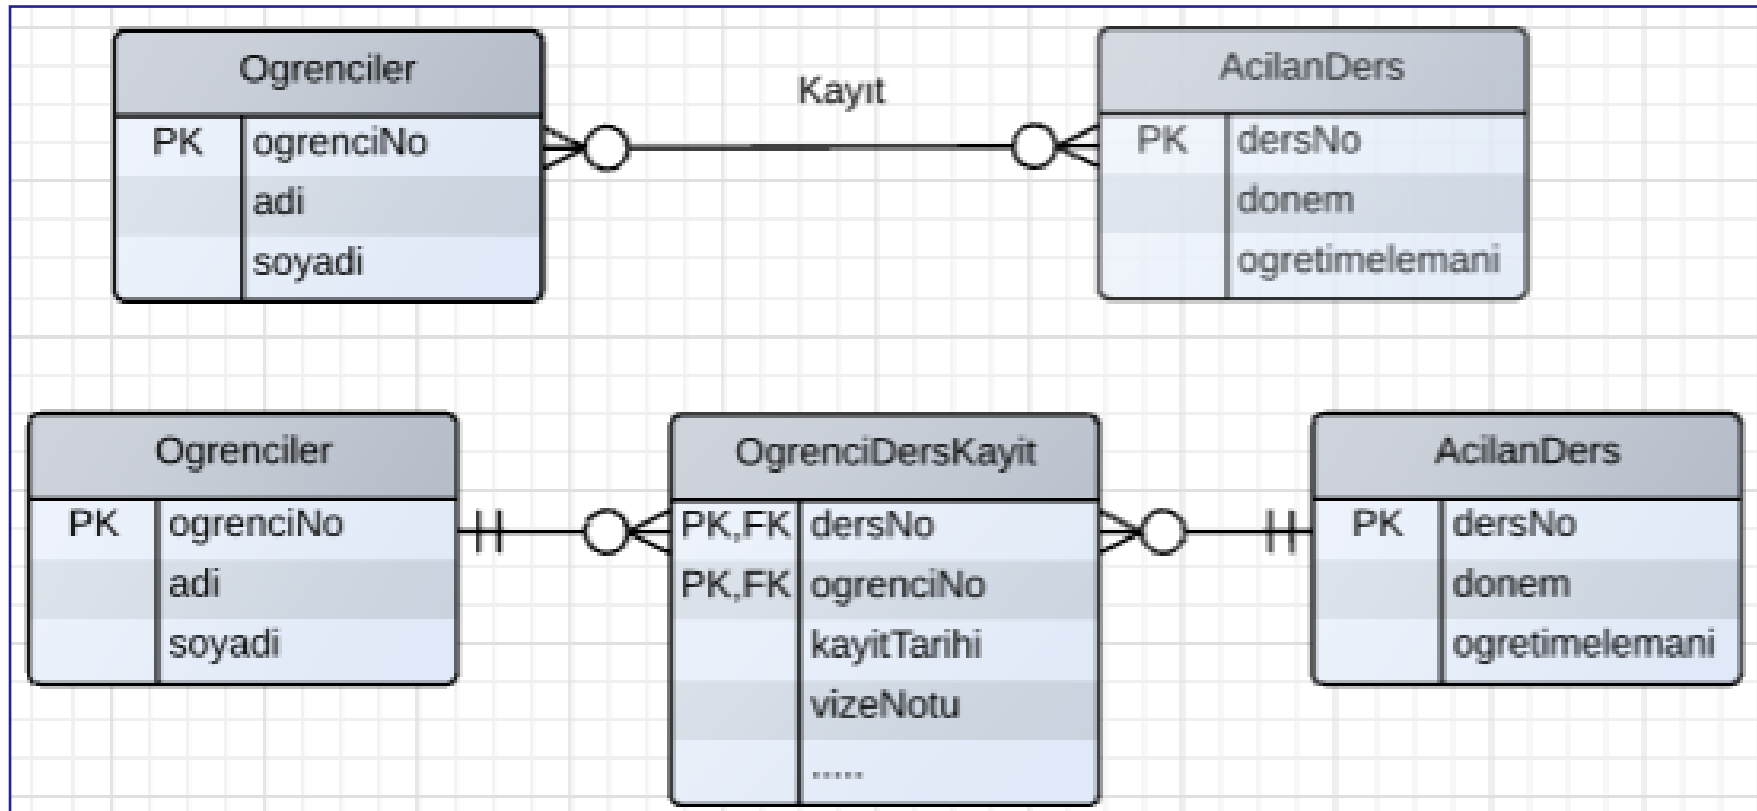 Ogrenciler
Kayıt
AcilanDers
PK ogrenciNo
adi
soyadi
PK dersNo
donem
ogretimelemani
Ogrenciler
PK ogrenciNo
adi
soyadi
OgrenciDersKayit
PK,FK dersNo
PK,FK ogrenciNo
kayitTarihi
vizeNotu
.....
AcilanDers
PK dersNo
donem
ogretimelemani